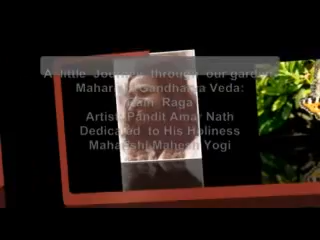 A little Journey through our garden
Gandharva Veda:
Raga
Artist: Pandit Amar Nath
Dedicated to His Holiness
Maharishi Mahesh Yogi